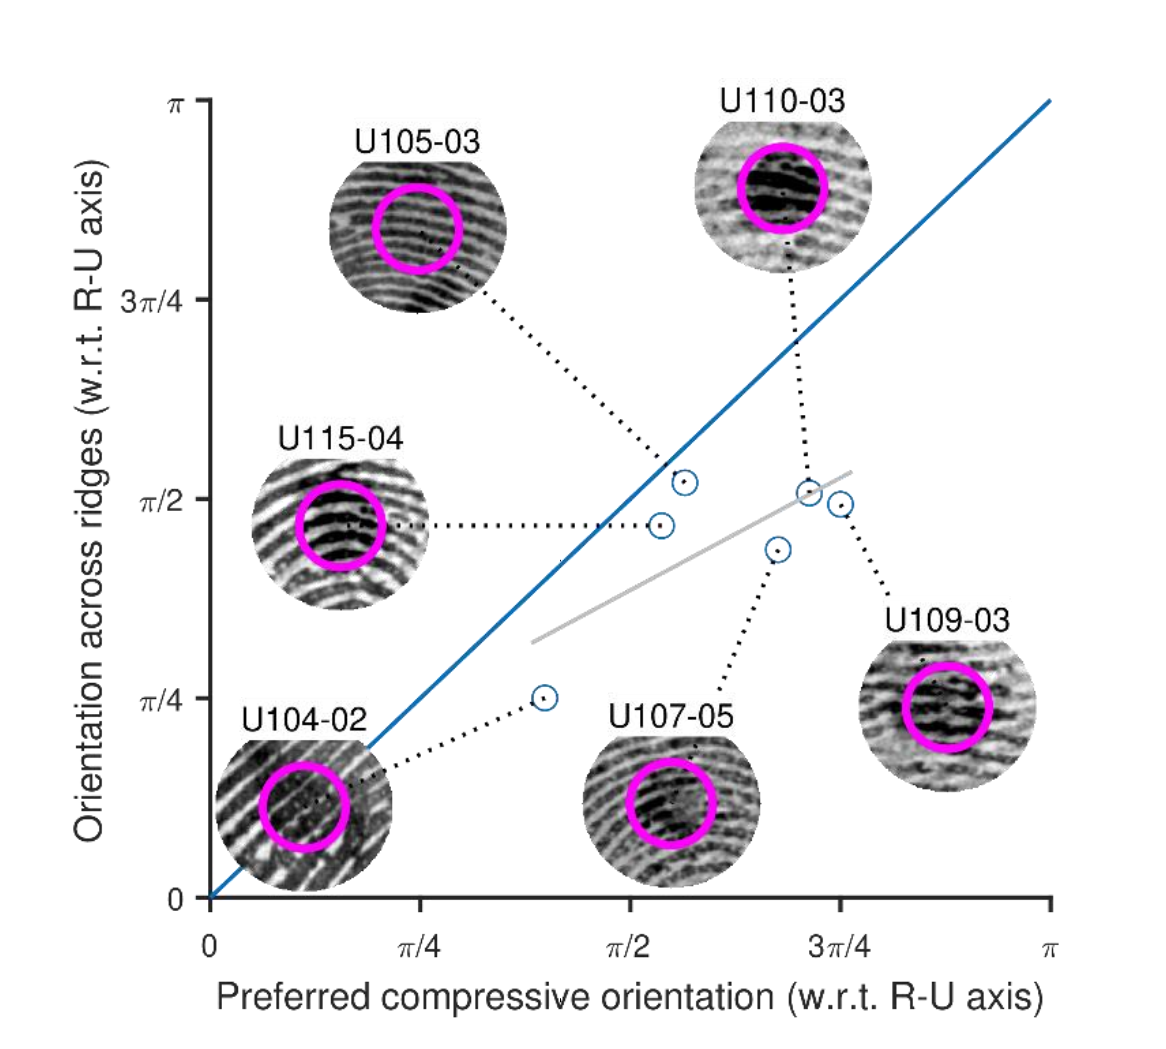 U110-03
π
U105-03
3π/4
U115-04
π/2
U109-03
π/4
U104-02
U107-05
0
0
π/4
π/2
3π/4
π
Orientation across ridges (w.r.t. R-U axis)
Preferred compressive orientation (w.r.t. R-U axis)